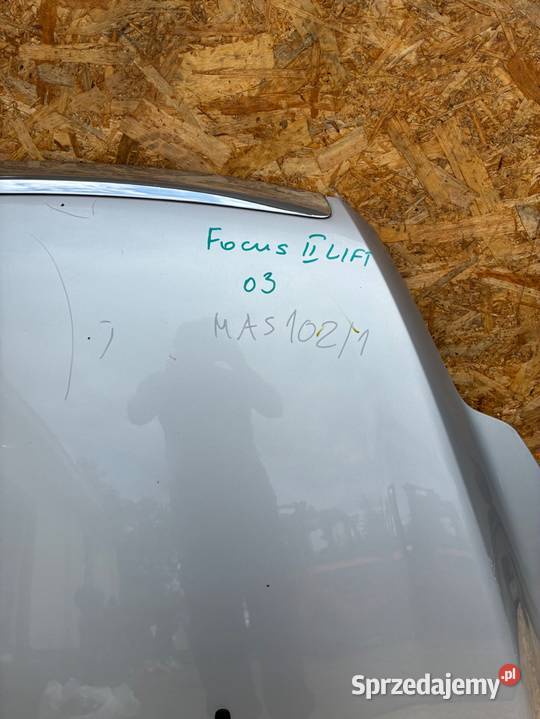 Focus II LIFT
03
MAS 102/1
Sprzedajemy.pl